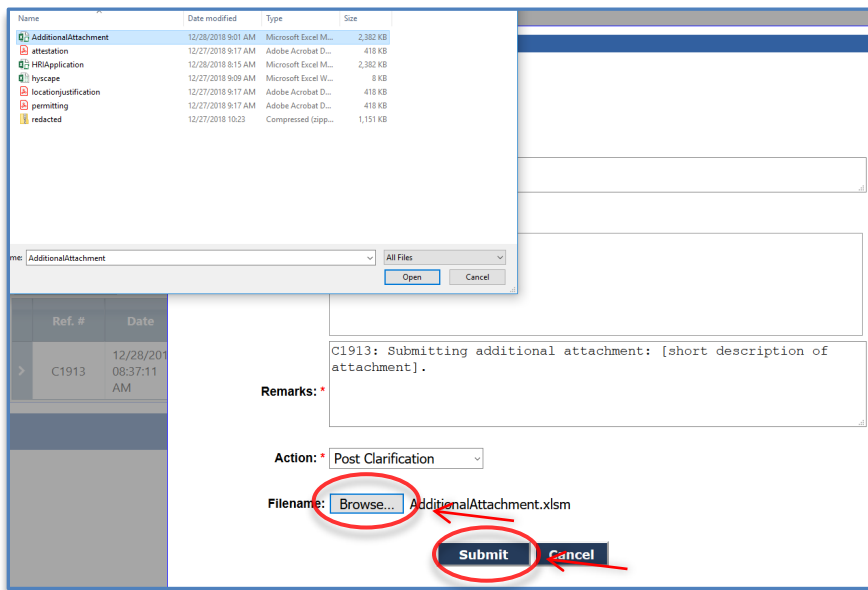 Name Date modified Type Size
AdditionalAttachment 12/28/2018 9:01 AM Microsoft Excel M... 2,382 KB
attestation 12/27/2018 9:17 AM Adobe Acrobat D... 418 KB
HRIApplication 12/28/2018 8:15 AM Microsoft Excel M... 2,382 KB
hyscape 12/27/2018 9:09 AM Microsoft Excel W... 8 KB
locationjustification 12/27/2018 9:17 AM Adobe Acrobat D... 418 KB
permitting 12/27/2018 9:17 AM Adobe Acrobat D... 418 KB
redacted 12/27/2018 10:23 Compressed (zipp... 1,151 KB
me: AdditionalAttachment All Files
Open Cancel
Ref. # Date
C1913 12/28/201
08:37:11
AM
Remarks: * C1913: Submitting additional attachment: [short description of
attachment].
Action: * Post Clarification
Filename: Browse... AdditionalAttachment.xlsm
Submit Cancel